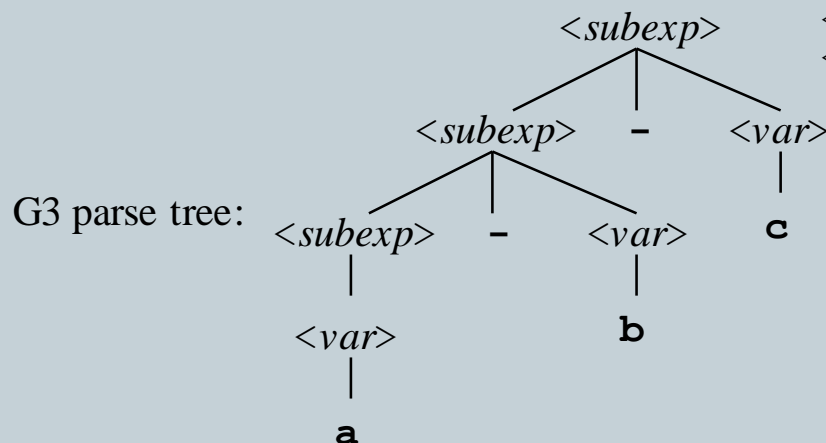 <subexp>
<subexp> - <var>
G3 parse tree: <subexp> - <var> c
<var> b
a